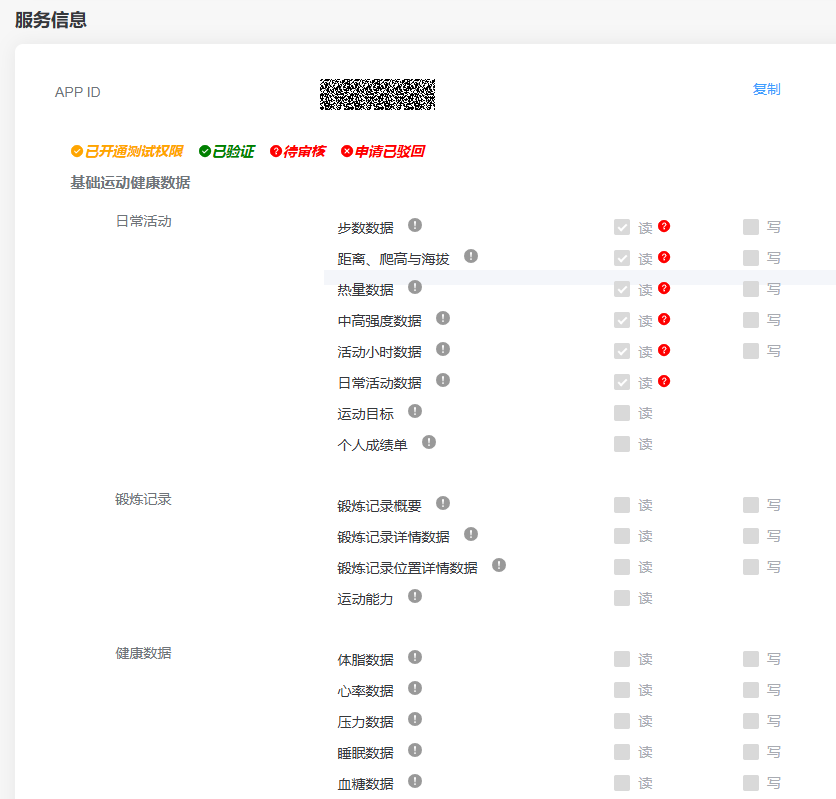 服务信息
APP ID 复制
已开通测试权限 已验证 待审核 申请已驳回
基础运动健康数据
日常活动 步数数据 读 写
距离、爬高与海拔 读 写
热量数据 读 写
中高强度数据 读 写
活动小时数据 读 写
日常活动数据 读
运动目标 读
个人成绩单 读
锻炼记录 锻炼记录概要 读 写
锻炼记录详情数据 读 写
锻炼记录位置详情数据 读 写
运动能力 读
健康数据 体脂数据 读 写
心率数据 读 写
压力数据 读 写
睡眠数据 读 写
血糖数据 读 写